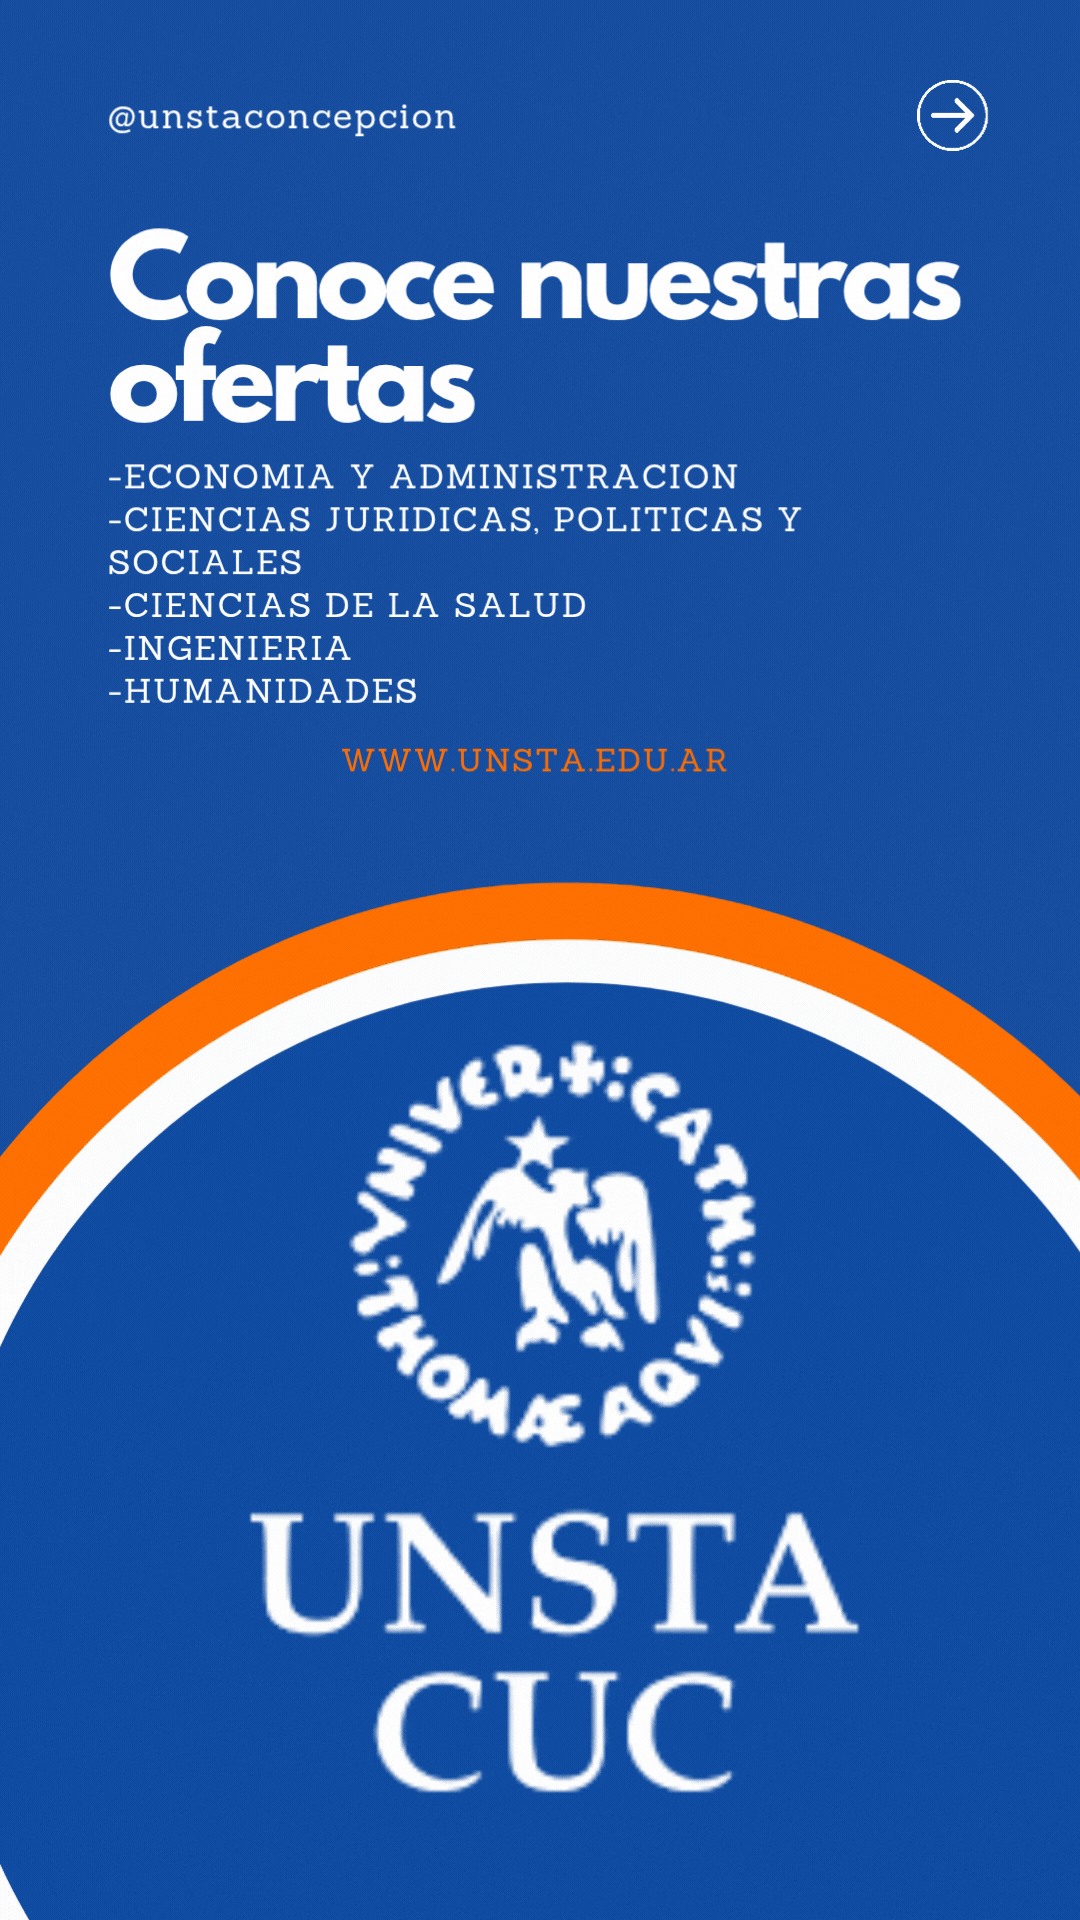 @unstaconcepcion
Conoce nuestras
ofertas
-ECONOMIA Y ADMINISTRACION
-CIENCIAS JURIDICAS, POLITICAS Y
SOCIALES
-CIENCIAS DE LA SALUD
-INGENIERIA
-HUMANIDADES
WWW.UNSTA.EDU.AR
VNIVER✠:CATH:
:THOMÆ AQVI:S:
UNSTA
CUC